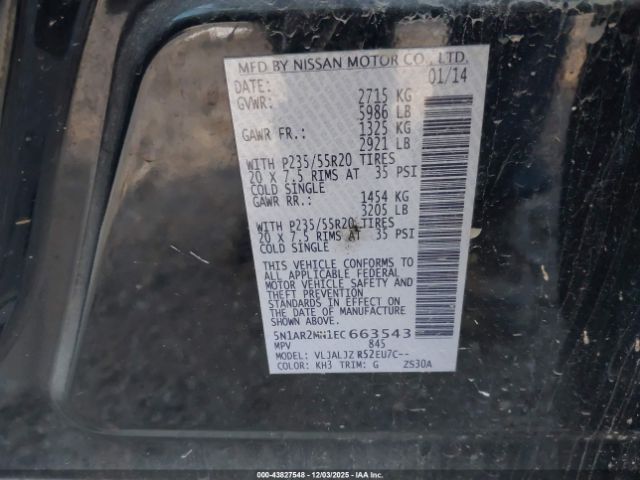 MFD BY NISSAN MOTOR CO., LTD.
DATE: 01/14
GVWR: 2715 KG
5986 LB
GAWR FR.: 1325 KG
2921 LB
WITH P235/55R20 TIRES
20 X 7.5 RIMS AT 35 PSI
COLD SINGLE
GAWR RR.: 1454 KG
3205 LB
WITH P235/55R20 TIRES
20 X 7.5 RIMS AT 35 PSI
COLD SINGLE
THIS VEHICLE CONFORMS TO
ALL APPLICABLE FEDERAL
MOTOR VEHICLE SAFETY AND
THEFT PREVENTION
STANDARDS IN EFFECT ON
THE DATE OF MANUFACTURE
SHOWN ABOVE.
5N1AR2MN1EC663543
MPV 845
MODEL: VLJALJZ R52EU7C--
COLOR: KH3 TRIM: G ZS30A
000-43827548 - 12/03/2025 - IAA Inc.